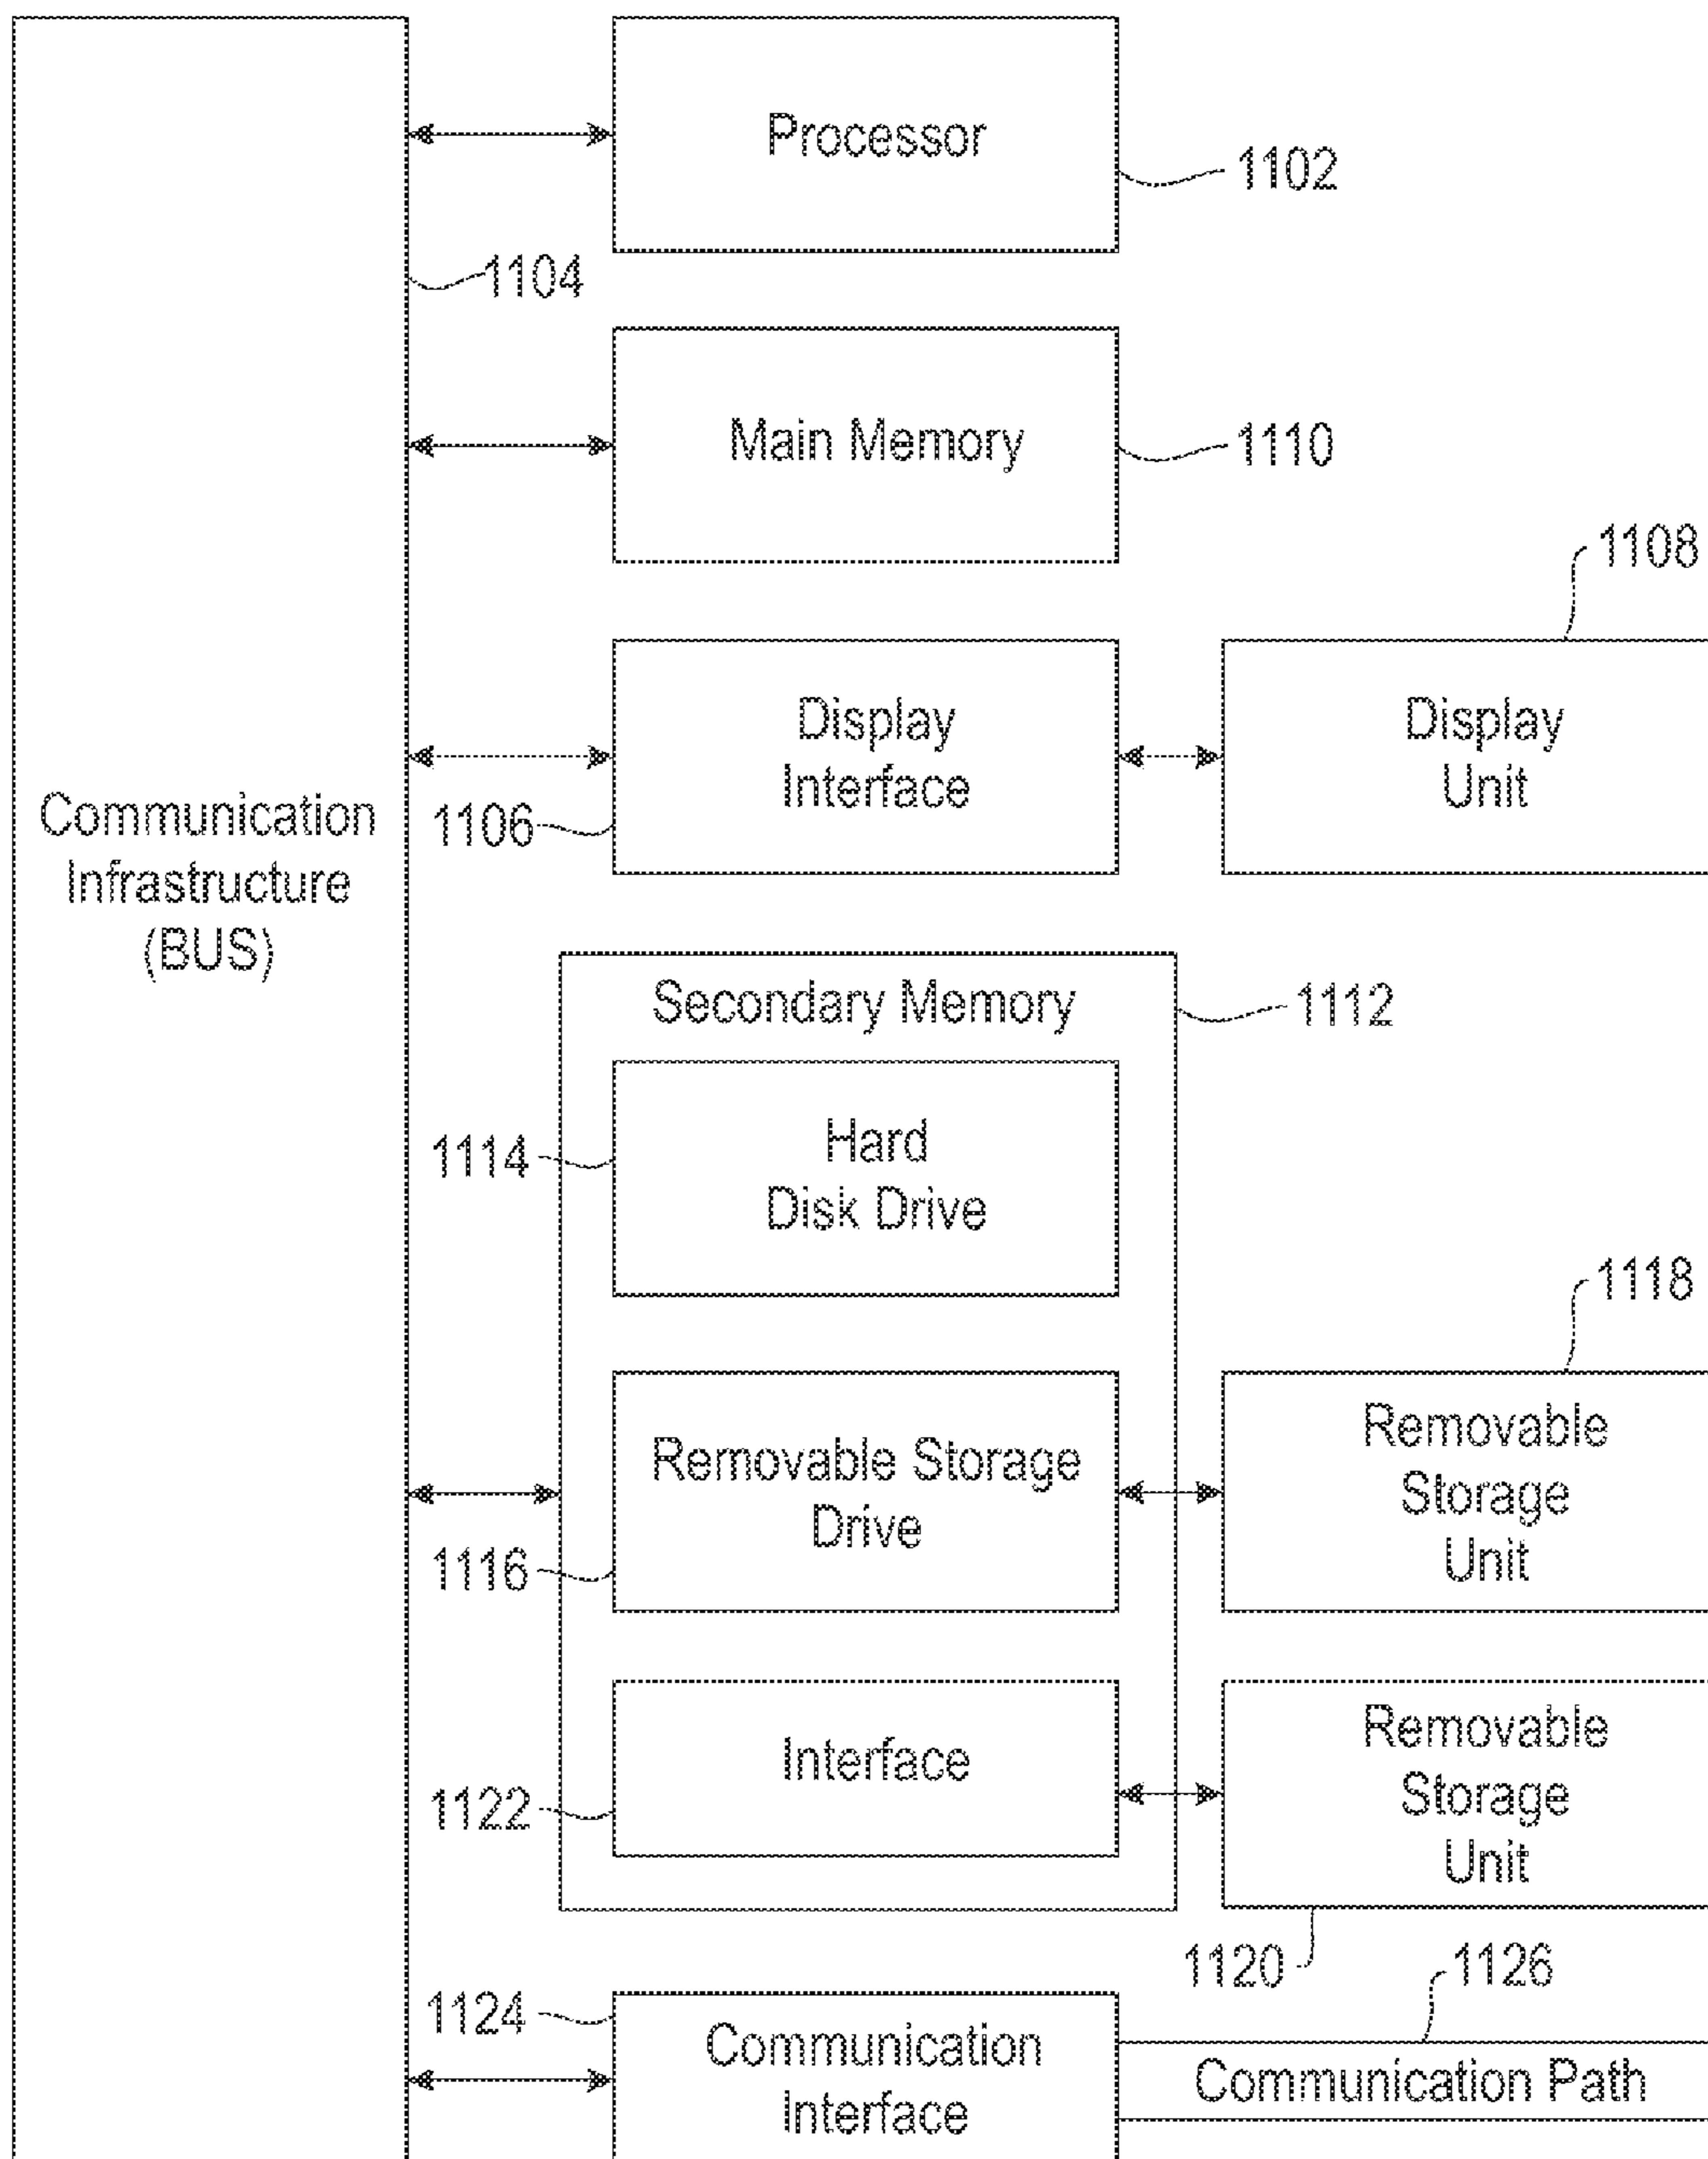 Processor
1102
1104
Main Memory
1110
1108
Display
Interface
Display
Unit
1106
Communication
Infrastructure
(BUS)
Secondary Memory
1112
Hard
Disk Drive
1114
1118
Removable Storage
Drive
1116
Removable
Storage
Unit
Interface
1122
Removable
Storage
Unit
1120
1126
1124
Communication
Interface
Communication Path